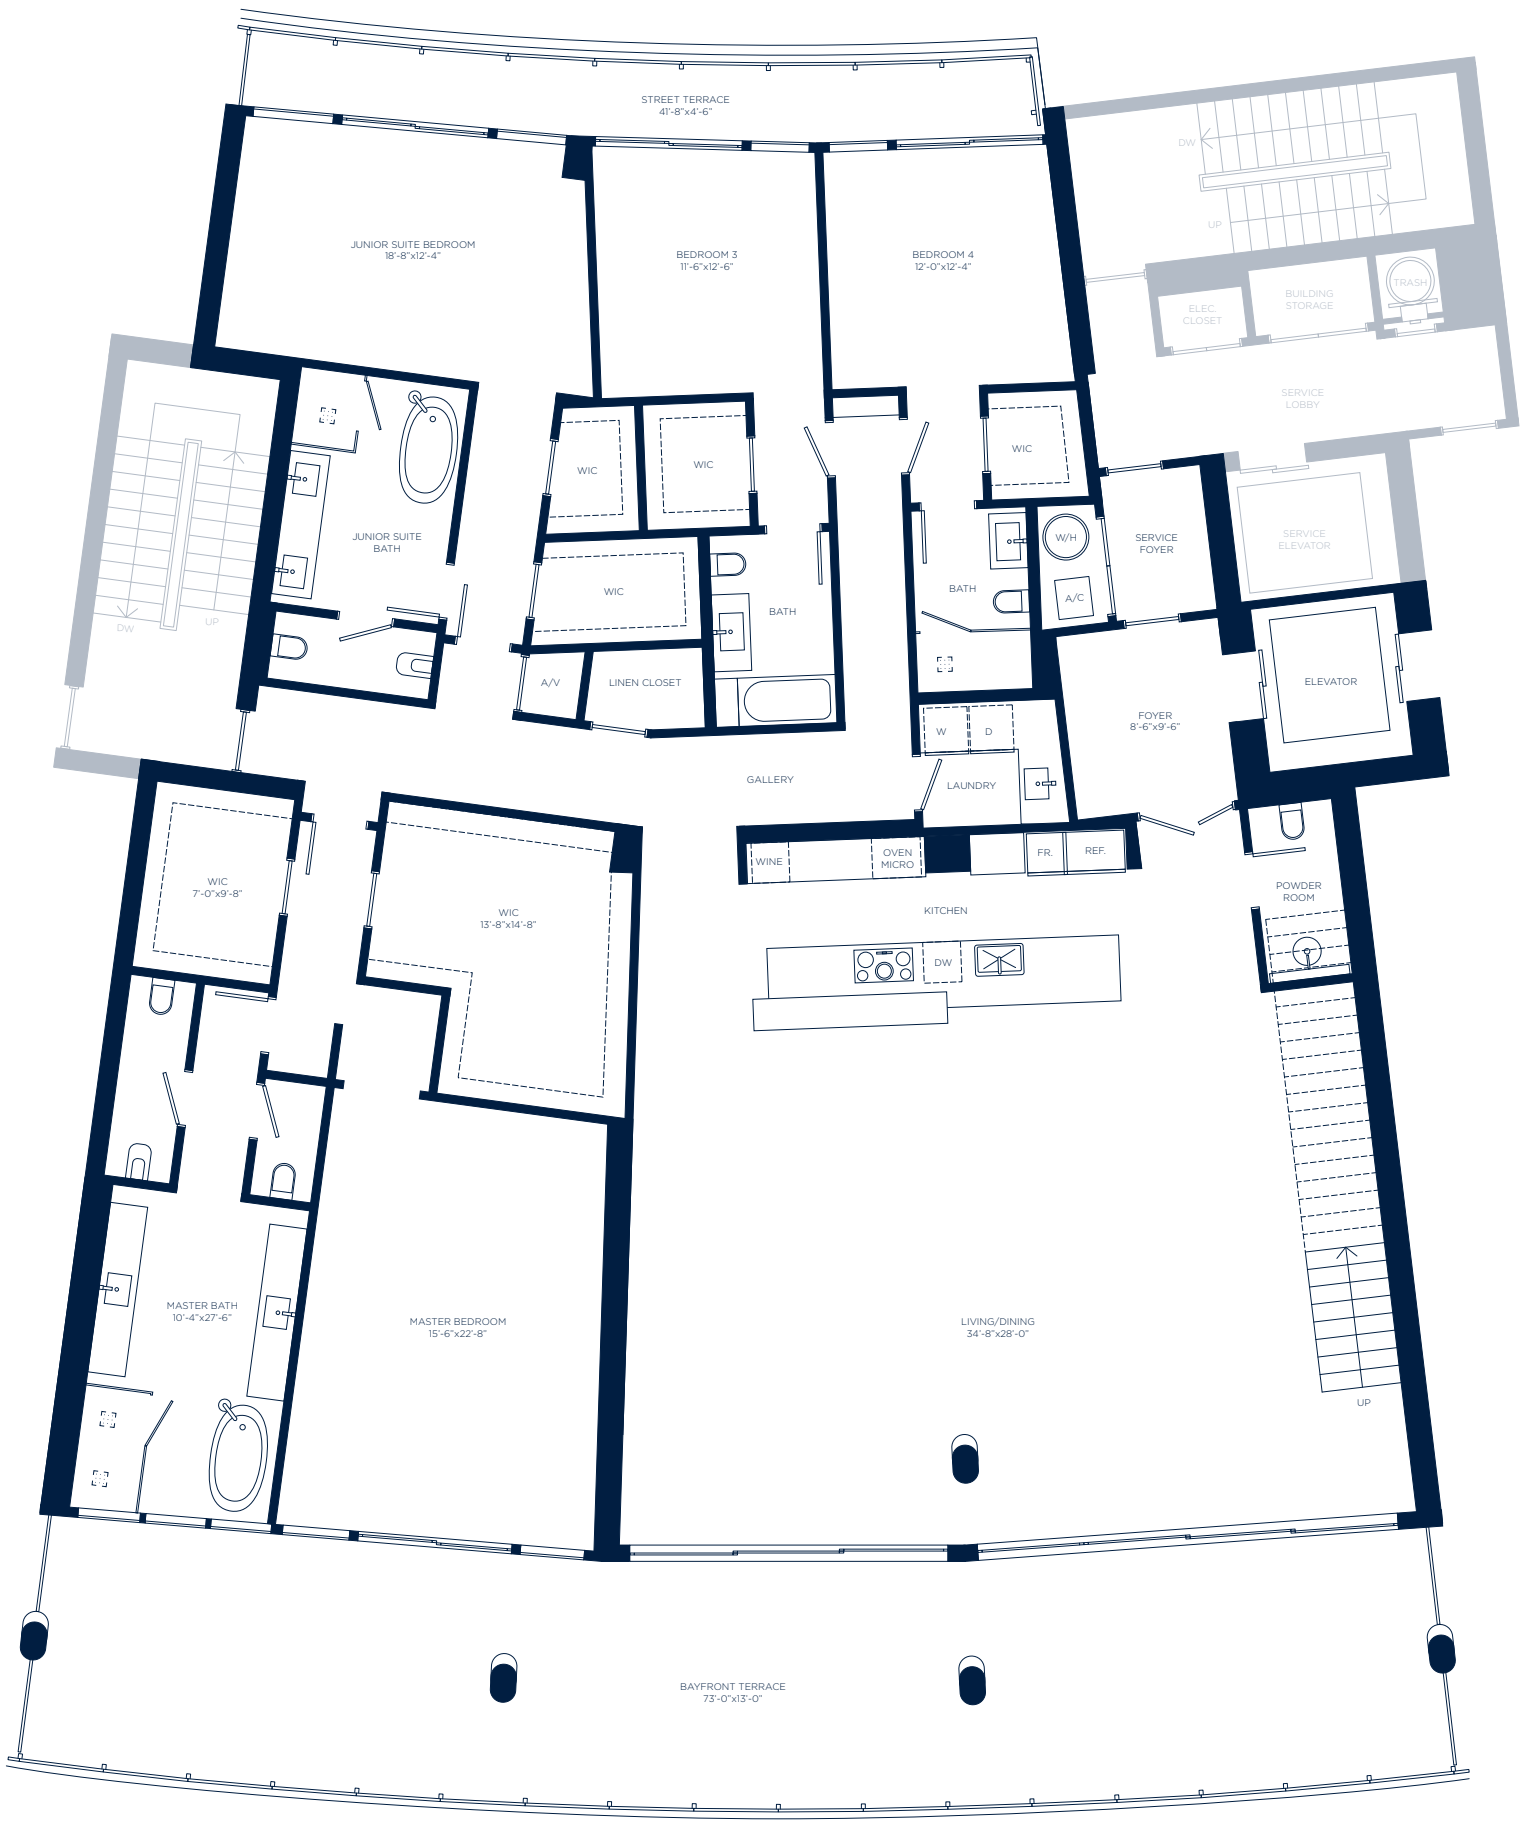 STREET TERRACE
41'-8"x4'-6"
DW
UP
JUNIOR SUITE BEDROOM
18'-8"x12'-4"
BEDROOM 3
11'-6"x12'-6"
BEDROOM 4
12'-0"x12'-4"
TRASH
BUILDING
STORAGE
ELEC.
CLOSET
SERVICE
LOBBY
WIC
WIC
WIC
JUNIOR SUITE
BATH
W/H
SERVICE
FOYER
SERVICE
ELEVATOR
WIC
BATH
BATH
A/C
DW
UP
A/V
LINEN CLOSET
ELEVATOR
FOYER
8'-6"x9'-6"
W
D
GALLERY
LAUNDRY
WINE
OVEN
MICRO
FR.
REF.
WIC
7'-0"x9'-8"
WIC
13'-8"x14'-8"
KITCHEN
POWDER
ROOM
DW
MASTER BATH
10'-4"x27'-6"
MASTER BEDROOM
15'-6"x22'-8"
LIVING/DINING
34'-8"x28'-0"
UP
BAYFRONT TERRACE
73'-0"x13'-0"